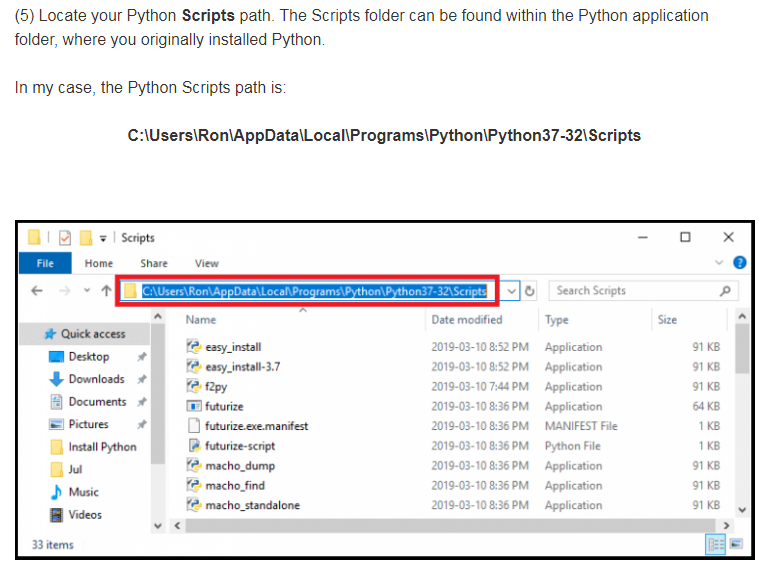 (5) Locate your Python Scripts path. The Scripts folder can be found within the Python application
folder, where you originally installed Python.
In my case, the Python Scripts path is:
C:\Users\Ron\AppData\Local\Programs\Python\Python37-32\Scripts
Scripts
File Home Share View
C:\Users\Ron\AppData\Local\Programs\Python\Python37-32\Scripts Search Scripts
Name Date modified Type Size
Quick access
Desktop
Downloads
Documents
Pictures
Install Python
Jul
Music
Videos
easy_install 2019-03-10 8:52 PM Application 91 KB
easy_install-3.7 2019-03-10 8:52 PM Application 91 KB
f2py 2019-03-10 7:44 PM Application 91 KB
futurize 2019-03-10 8:36 PM Application 64 KB
futurize.exe.manifest 2019-03-10 8:36 PM MANIFEST File 1 KB
futurize-script 2019-03-10 8:36 PM Python File 1 KB
macho_dump 2019-03-10 8:36 PM Application 91 KB
macho_find 2019-03-10 8:36 PM Application 91 KB
macho_standalone 2019-03-10 8:36 PM Application 91 KB
33 items